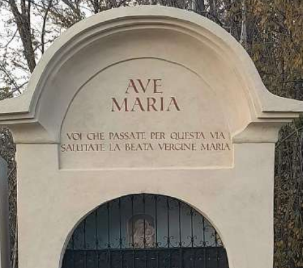 AVE
MARIA
VOI CHE PASSATE PER QUESTA VIA
SALUTATE LA BEATA VERGINE MARIA